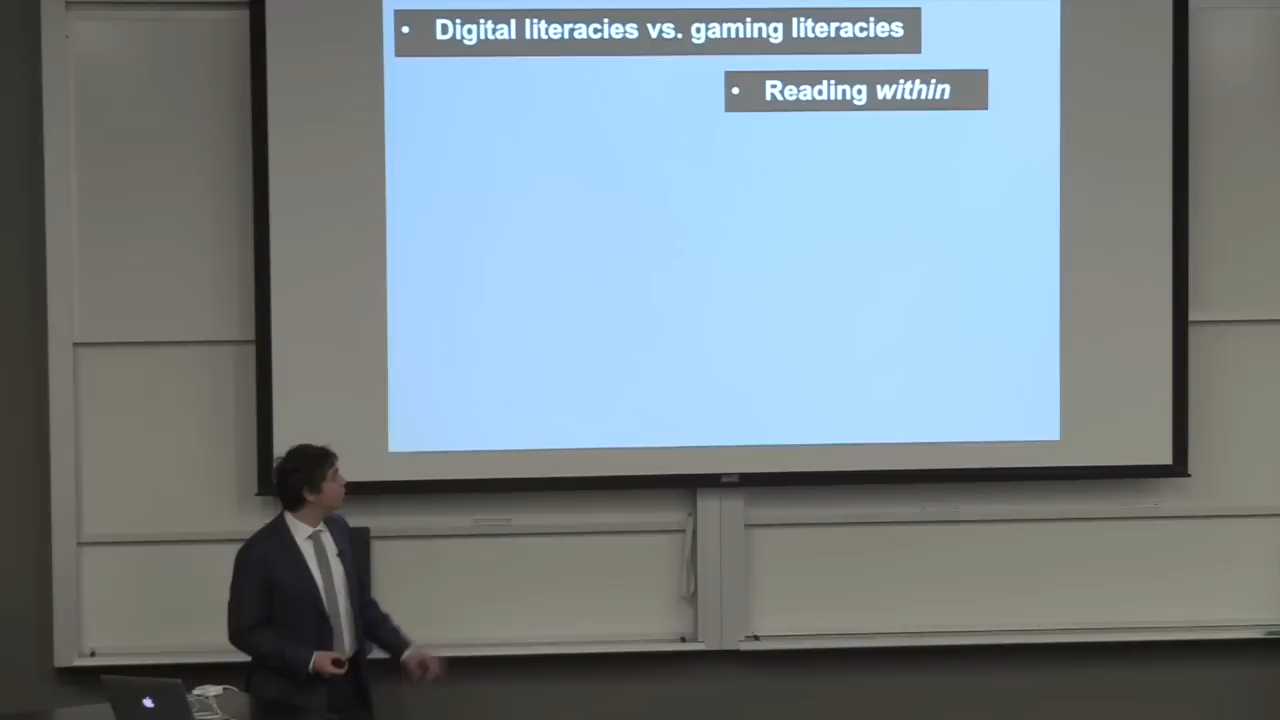 • Digital literacies vs. gaming literacies
• Reading within